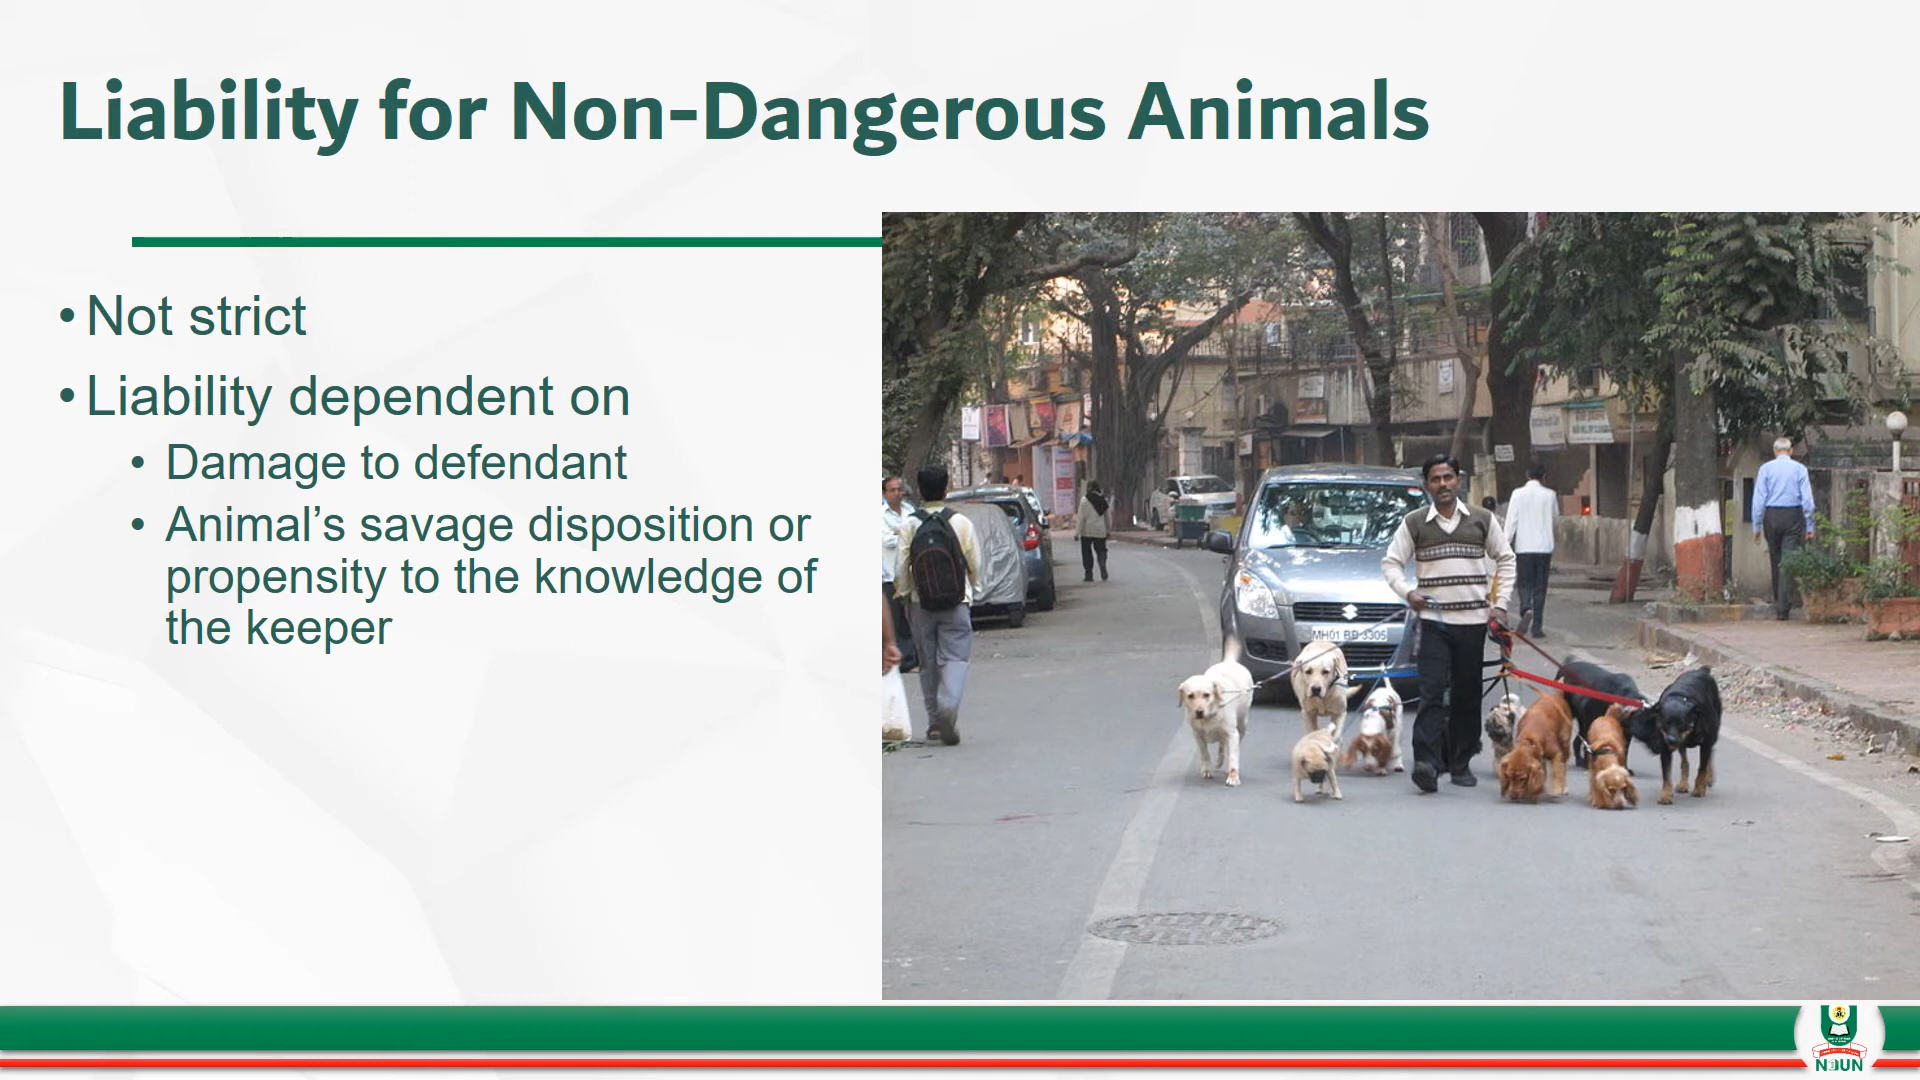 Liability for Non-Dangerous Animals
• Not strict
• Liability dependent on
• Damage to defendant
• Animal’s savage disposition or
propensity to the knowledge of
the keeper
MH01 BB 3305
NOUN